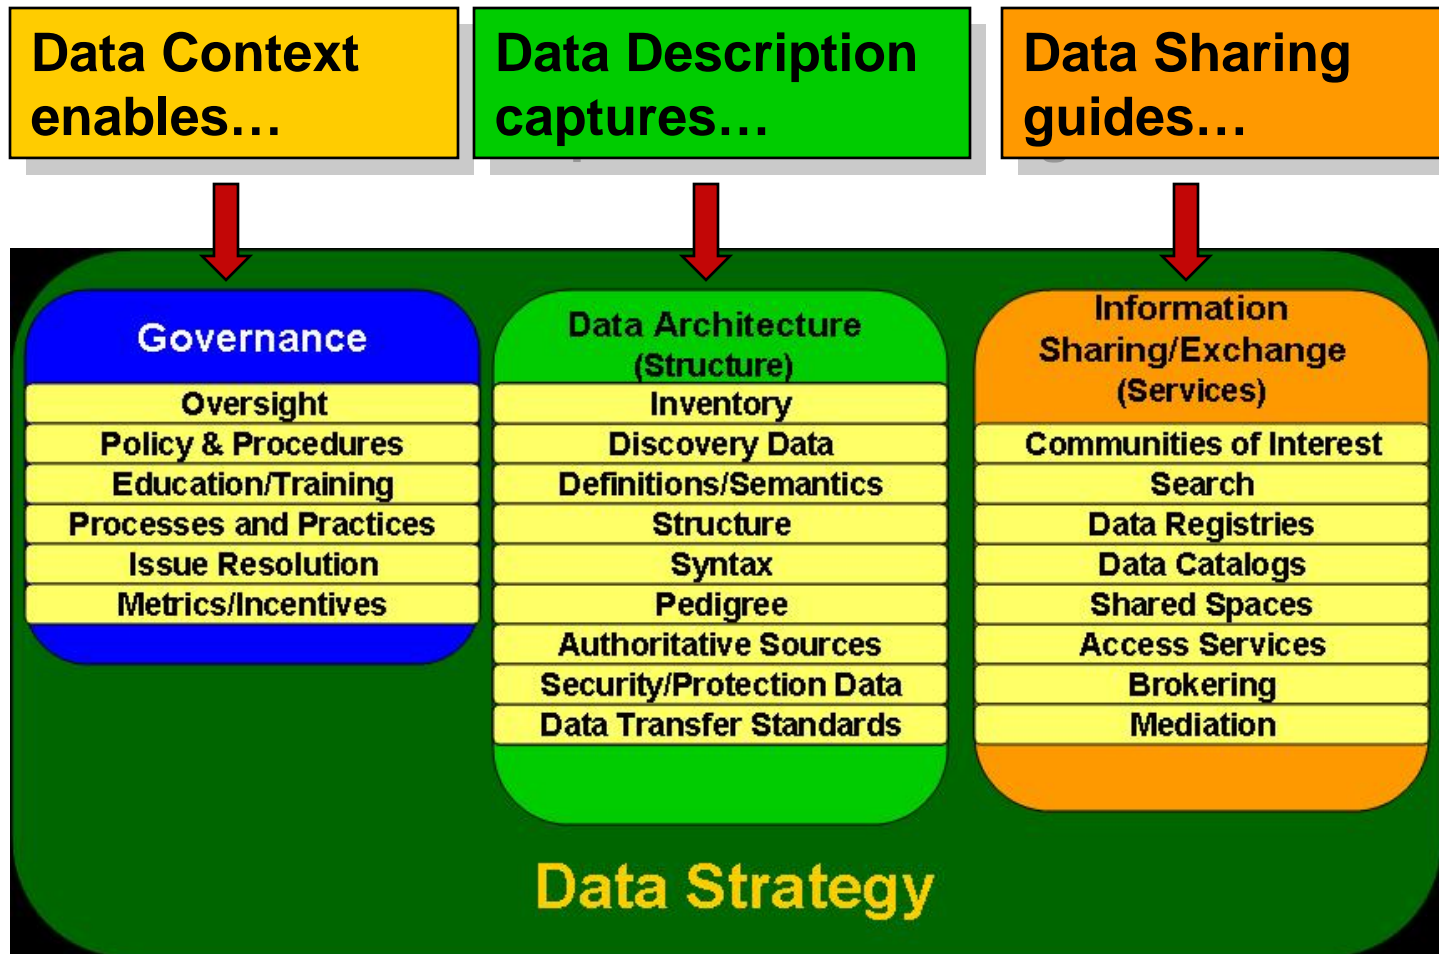 Data Context
enables…
Data Description
captures…
Data Sharing
guides…
Governance
Oversight
Policy & Procedures
Education/Training
Processes and Practices
Issue Resolution
Metrics/Incentives
Data Architecture
(Structure)
Inventory
Discovery Data
Definitions/Semantics
Structure
Syntax
Pedigree
Authoritative Sources
Security/Protection Data
Data Transfer Standards
Information
Sharing/Exchange
(Services)
Communities of Interest
Search
Data Registries
Data Catalogs
Shared Spaces
Access Services
Brokering
Mediation
Data Strategy